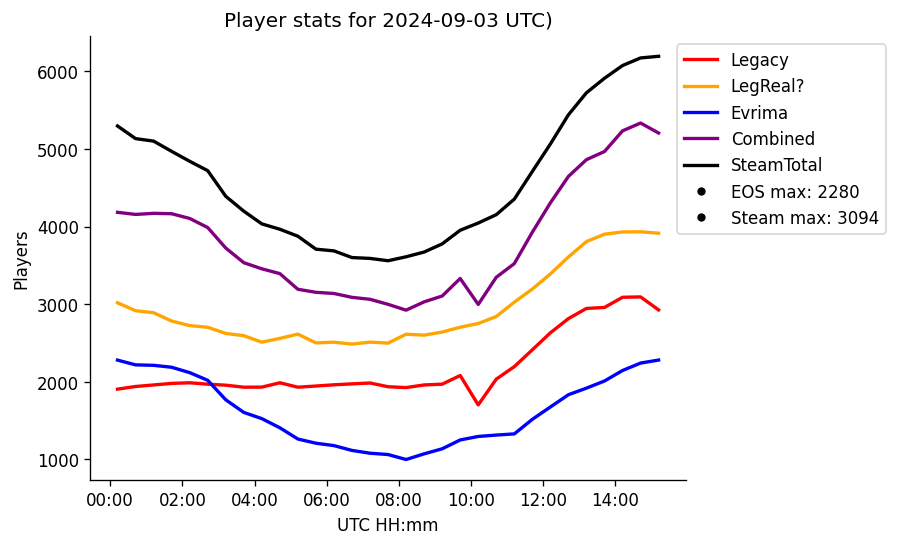 Player stats for 2024-09-03 UTC)
Legacy
LegReal?
Evrima
Combined
SteamTotal
EOS max: 2280
Steam max: 3094
6000
5000
4000
3000
2000
1000
Players
00:00 02:00 04:00 06:00 08:00 10:00 12:00 14:00
UTC HH:mm